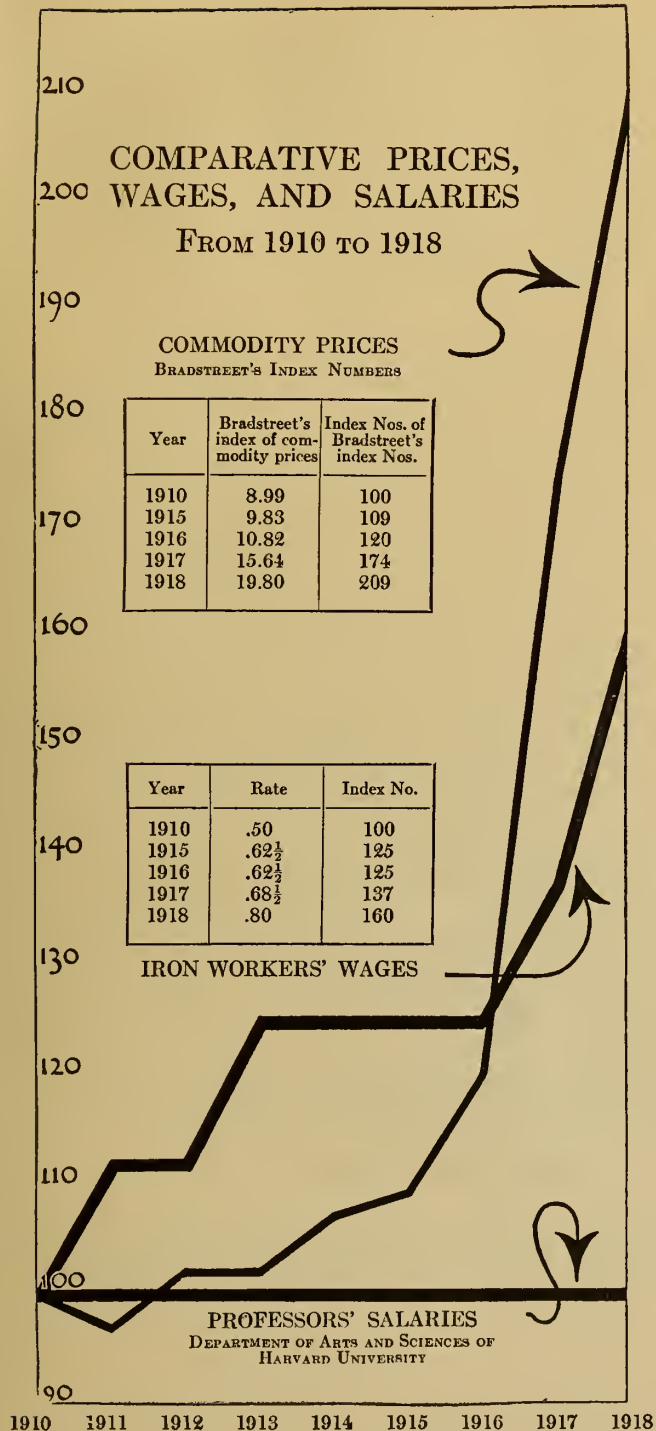 210
COMPARATIVE PRICES,
200 WAGES, AND SALARIES
FROM 1910 TO 1918
190
COMMODITY PRICES
BRADSTREET'S INDEX NUMBERS
180
Year | Bradstreet's index of com-modity prices | Index Nos. of Bradstreet's index Nos.
1910 8.99 100
170
1915 9.83 109
1916 10.82 120
1917 15.64 174
1918 19.80 209
160
150
Year Rate Index No.
1910 .50 100
140
1915 .62½ 125
1916 .62½ 125
1917 .68½ 137
1918 .80 160
130
IRON WORKERS' WAGES
120
110
100
PROFESSORS' SALARIES
DEPARTMENT OF ARTS AND SCIENCES OF
HARVARD UNIVERSITY
90
1910 1911 1912 1913 1914 1915 1916 1917 1918